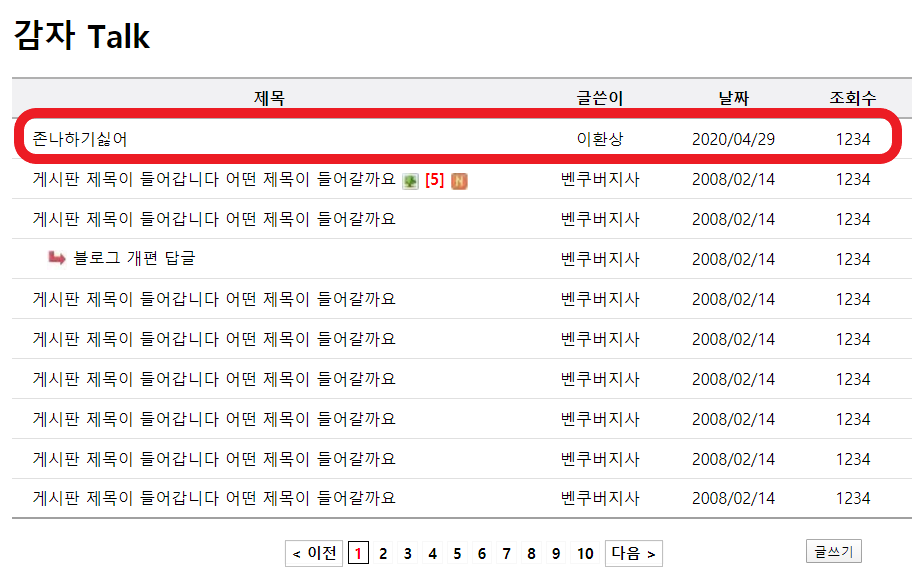 감자 Talk
제목 글쓴이 날짜 조회수
존나하기싫어 이환상 2020/04/29 1234
게시판 제목이 들어갑니다 어떤 제목이 들어갈까요 [5] N 벤쿠버지사 2008/02/14 1234
게시판 제목이 들어갑니다 어떤 제목이 들어갈까요 벤쿠버지사 2008/02/14 1234
블로그 개편 답글 벤쿠버지사 2008/02/14 1234
게시판 제목이 들어갑니다 어떤 제목이 들어갈까요 벤쿠버지사 2008/02/14 1234
게시판 제목이 들어갑니다 어떤 제목이 들어갈까요 벤쿠버지사 2008/02/14 1234
게시판 제목이 들어갑니다 어떤 제목이 들어갈까요 벤쿠버지사 2008/02/14 1234
게시판 제목이 들어갑니다 어떤 제목이 들어갈까요 벤쿠버지사 2008/02/14 1234
게시판 제목이 들어갑니다 어떤 제목이 들어갈까요 벤쿠버지사 2008/02/14 1234
게시판 제목이 들어갑니다 어떤 제목이 들어갈까요 벤쿠버지사 2008/02/14 1234
< 이전 1 2 3 4 5 6 7 8 9 10 다음 > 글쓰기